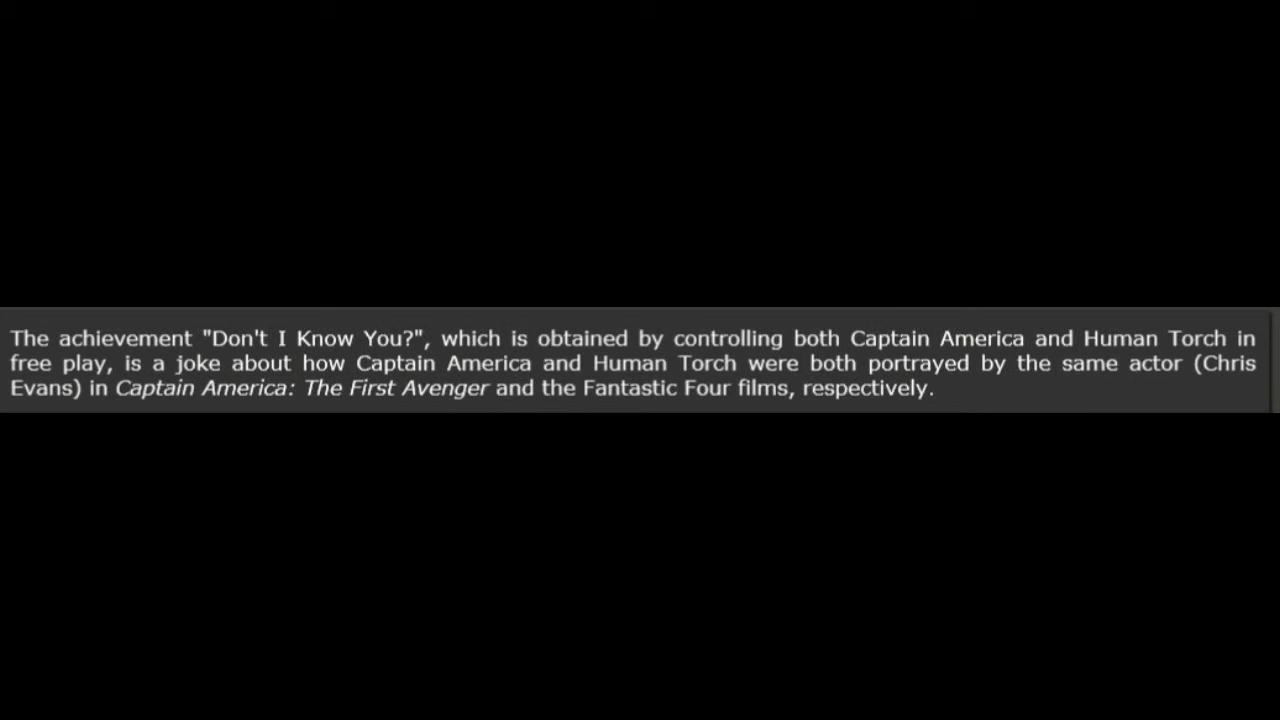 The achievement "Don't I Know You?", which is obtained by controlling both Captain America and Human Torch in
free play, is a joke about how Captain America and Human Torch were both portrayed by the same actor (Chris
Evans) in Captain America: The First Avenger and the Fantastic Four films, respectively.